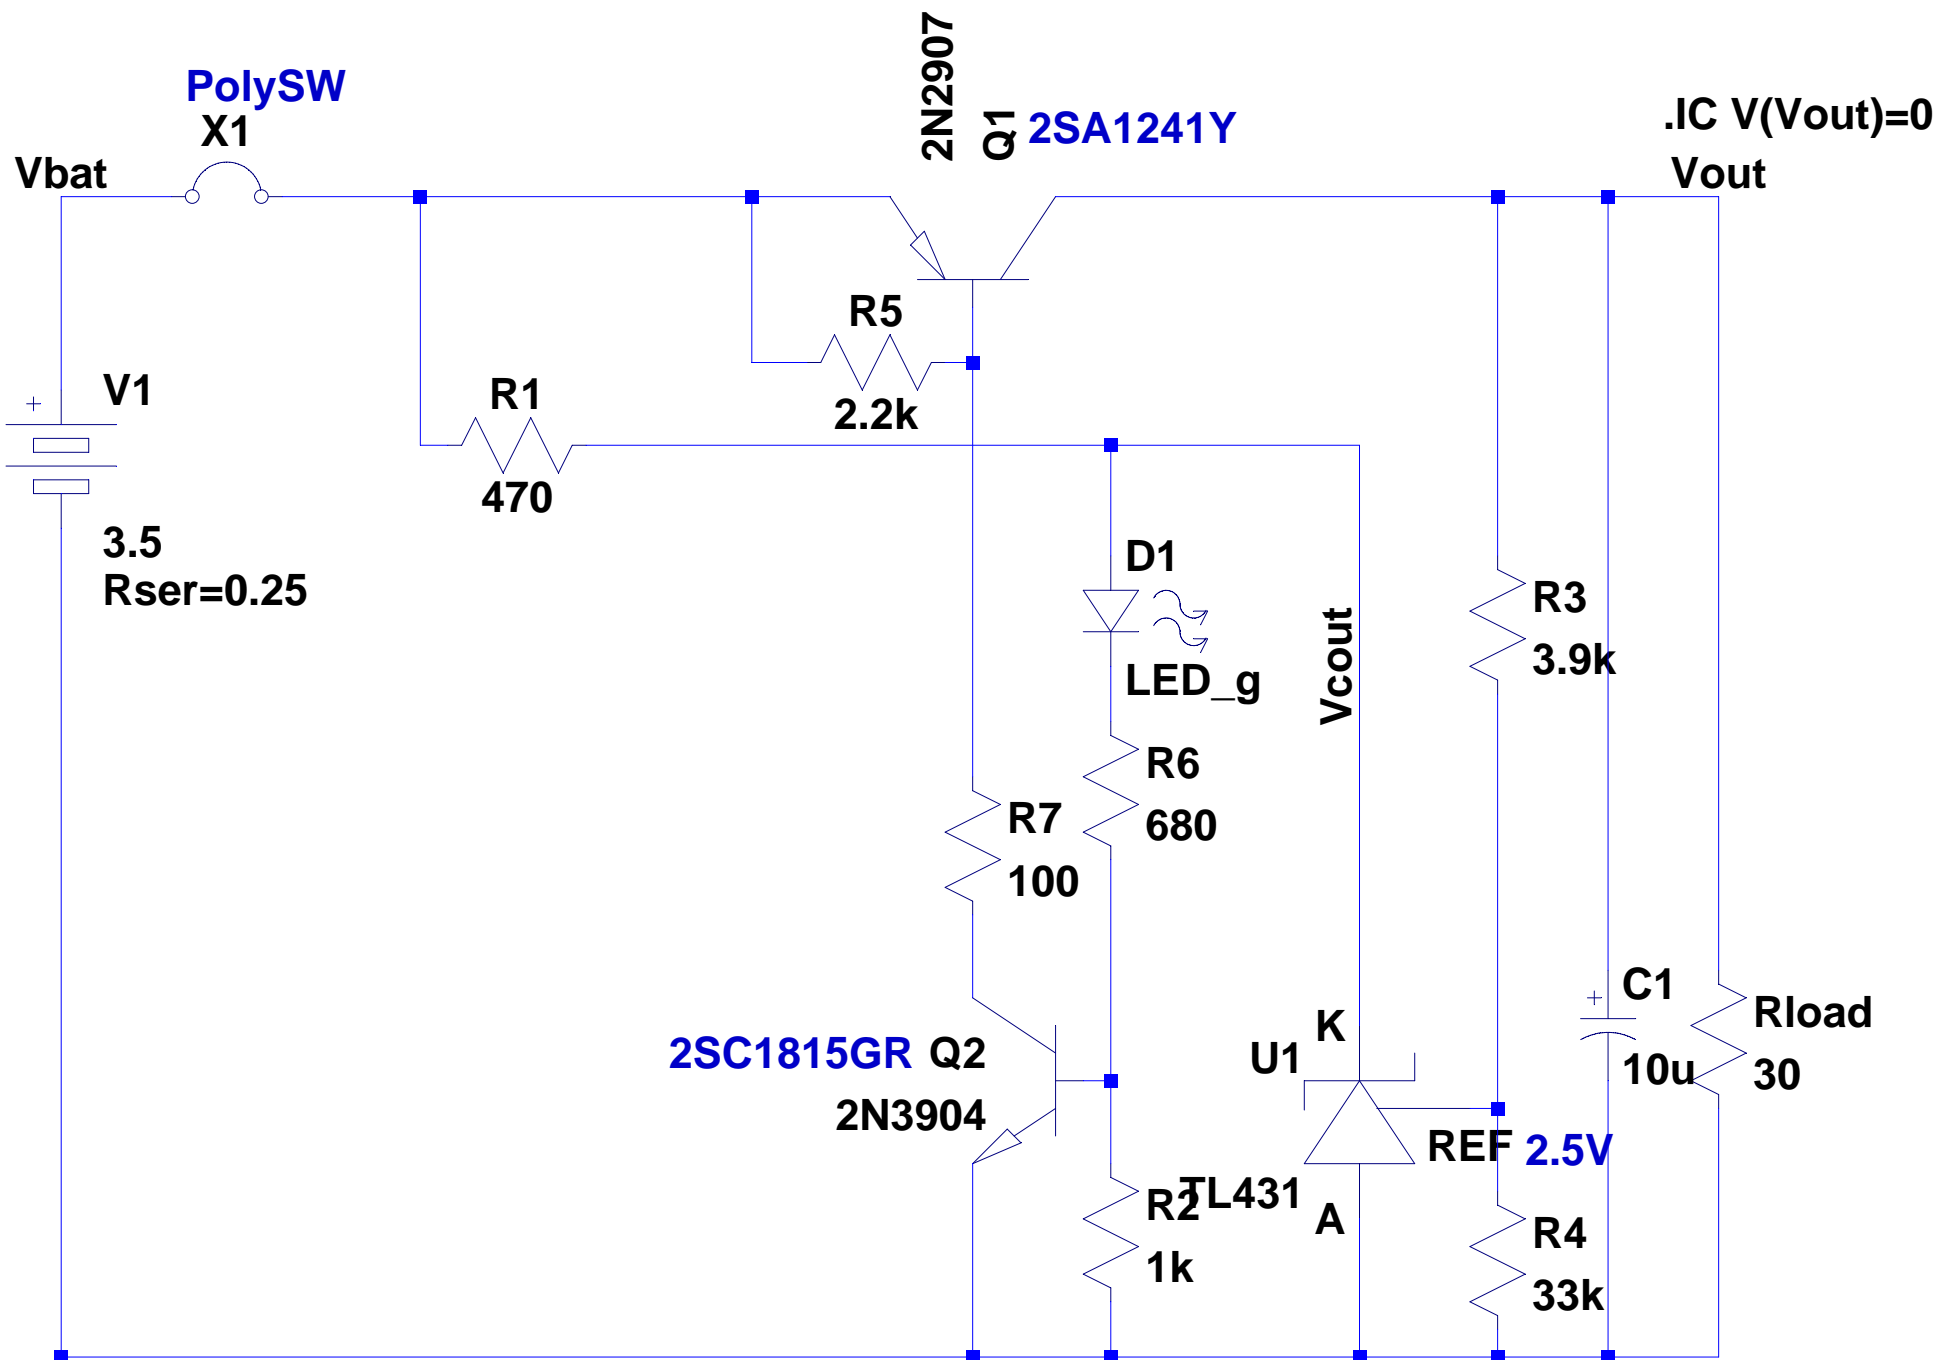 PolySW
X1
Vbat
2N2907
Q1
2SA1241Y
.IC V(Vout)=0
Vout
R5
2.2k
R1
470
+
V1
3.5
Rser=0.25
D1
LED_g
Vcout
R3
3.9k
R6
680
R7
100
2SC1815GR
Q2
2N3904
K
U1
A
TL431
REF
2.5V
+
C1
10u
Rload
30
R2
1k
R4
33k